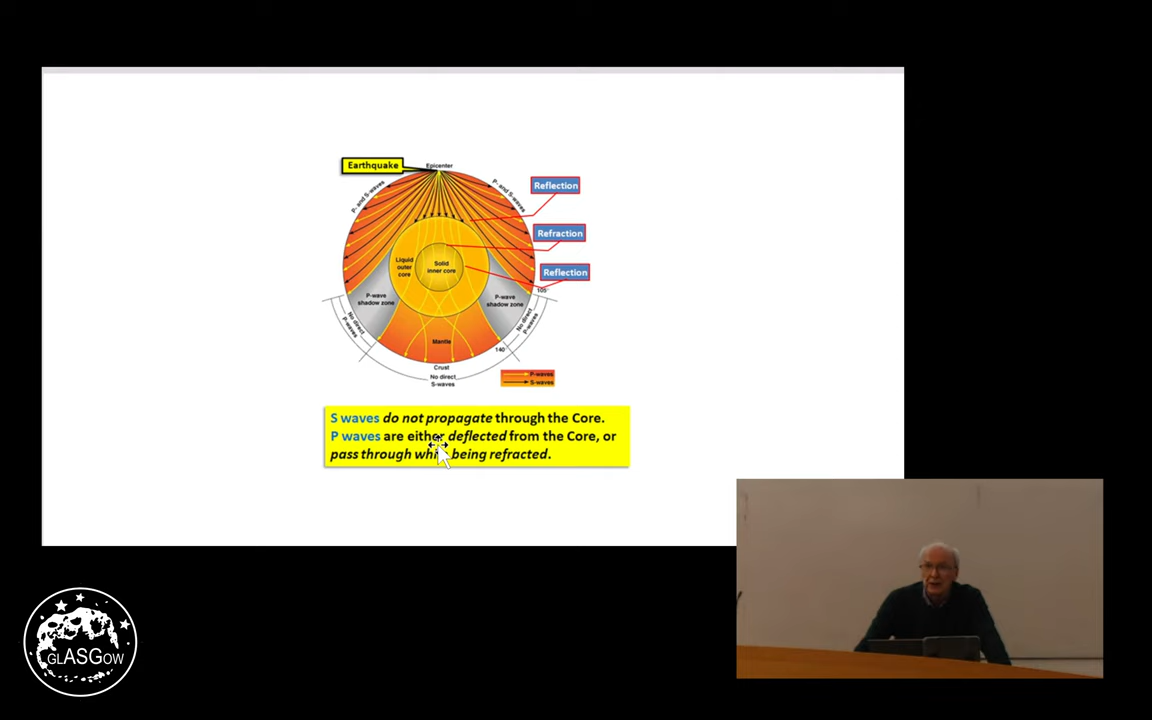 Earthquake
Epicenter
P- and S-waves
P- and S-waves
Reflection
Refraction
Reflection
Liquid
outer
core
Solid
inner core
P-wave
shadow zone
P-wave
shadow zone
105°
No direct
P-waves
No direct
P-waves
Mantle
140
Crust
No direct
S-waves
P-waves
S-waves
S waves do not propagate through the Core.
P waves are either deflected from the Core, or
pass through being refracted.
GLASGOW